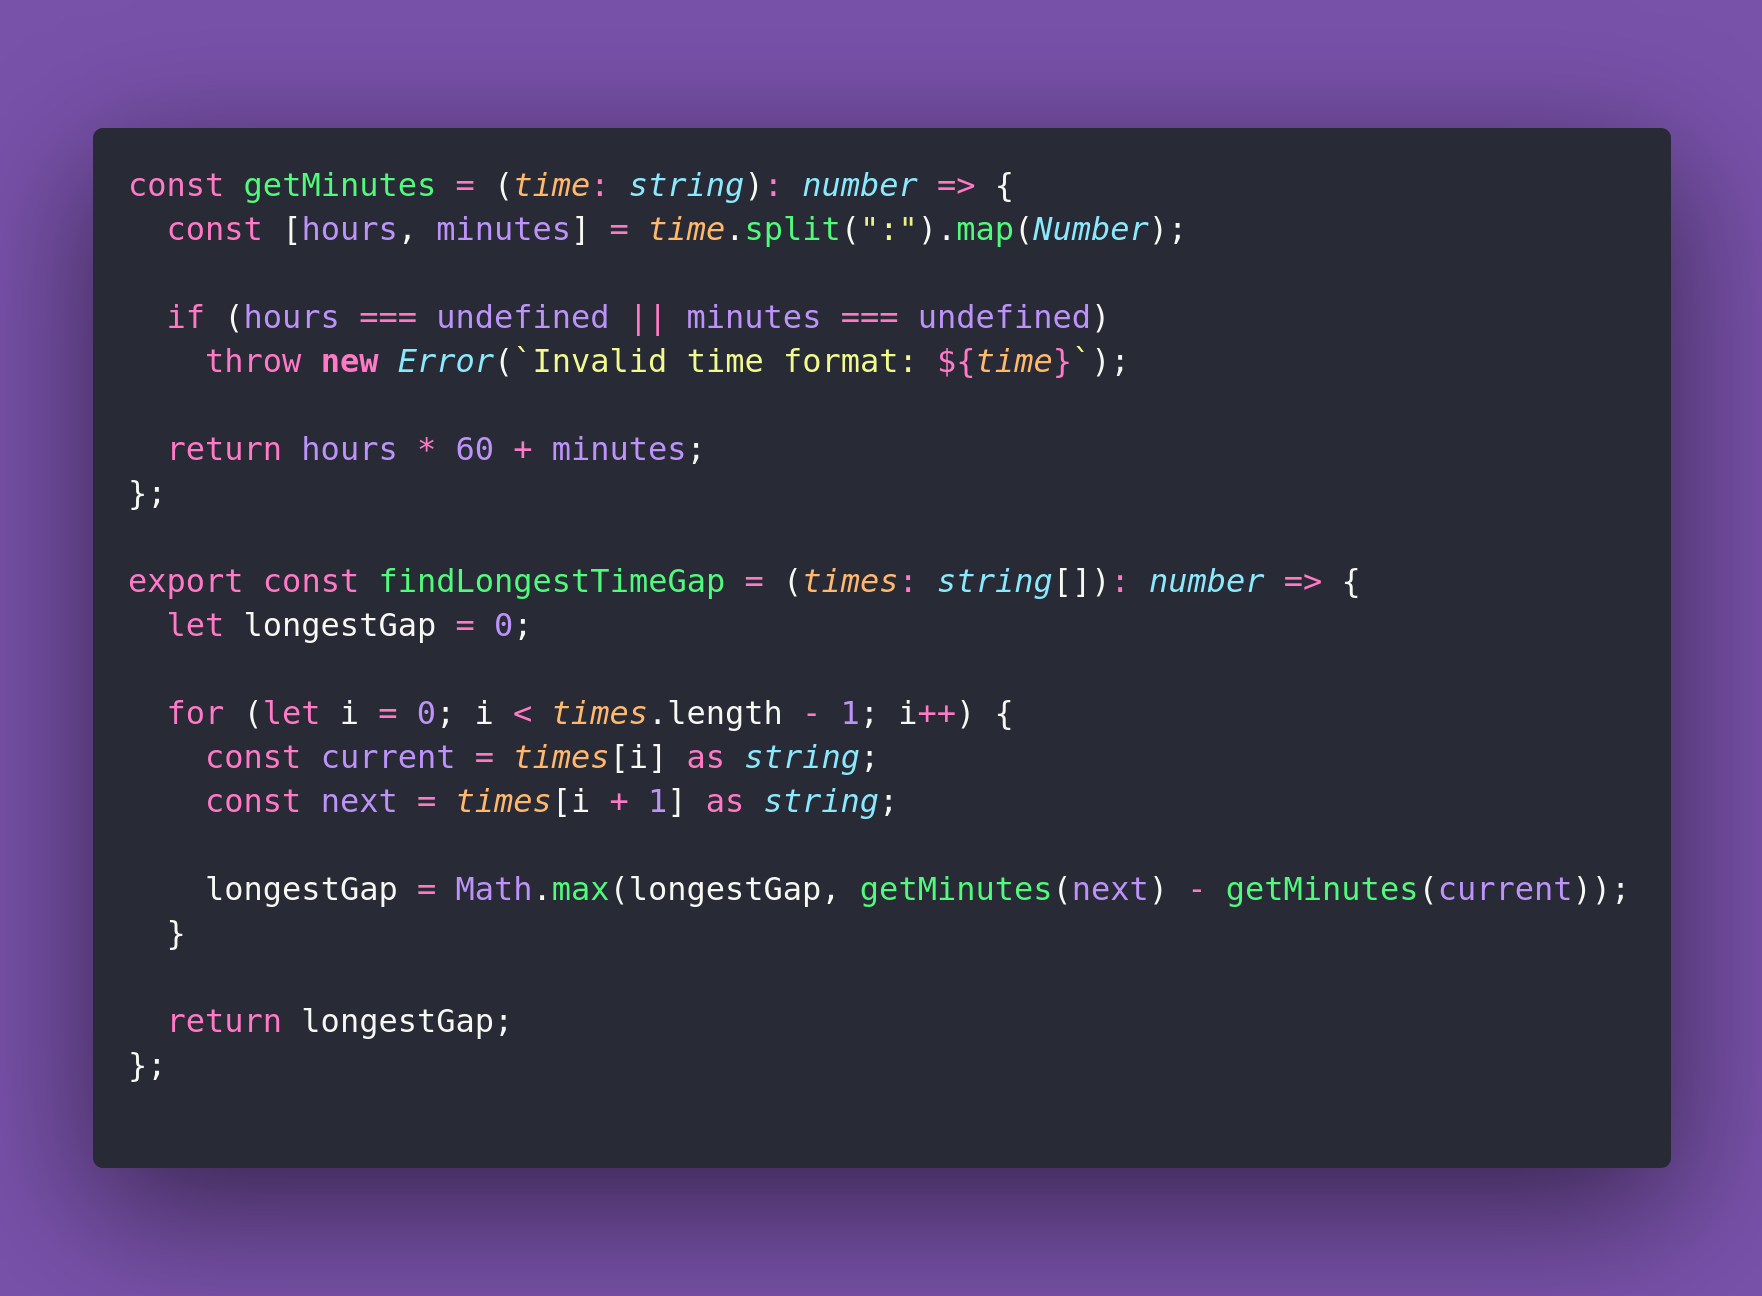 const getMinutes = (time: string): number => {
  const [hours, minutes] = time.split(":").map(Number);

  if (hours === undefined || minutes === undefined)
    throw new Error(`Invalid time format: ${time}`);

  return hours * 60 + minutes;
};

export const findLongestTimeGap = (times: string[]): number => {
  let longestGap = 0;

  for (let i = 0; i < times.length - 1; i++) {
    const current = times[i] as string;
    const next = times[i + 1] as string;

    longestGap = Math.max(longestGap, getMinutes(next) - getMinutes(current));
  }

  return longestGap;
};